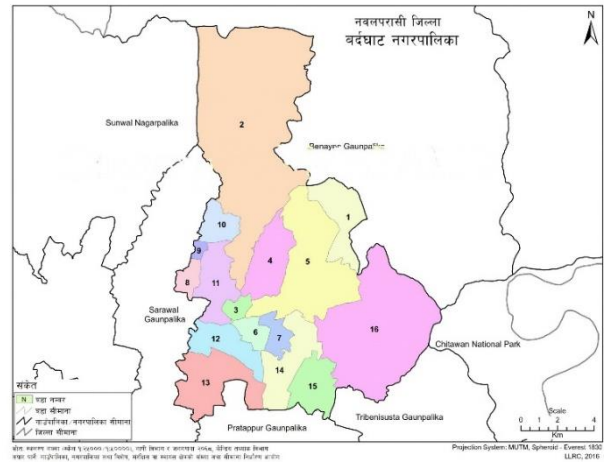 नवलपरासी जिल्ला
बर्दघाट नगरपालिका
N
Sunwal Nagarpalika
2
1
10
9
4
5
8
11
3
Sarawal
Gaunpalika
16
12
6
7
Chitawan National Park
13
14
15
Pratappur Gaunpalika
Tribenisusta Gaunpalika
संकेत
N वडा नम्बर
वडा सीमाना
गाउँपालिका/नगरपालिका सीमाना
जिल्ला सीमाना
Scale
0 1 2 4
Km
Projection System: MUTM, Spheroid - Everest 1830
LLRC, 2016